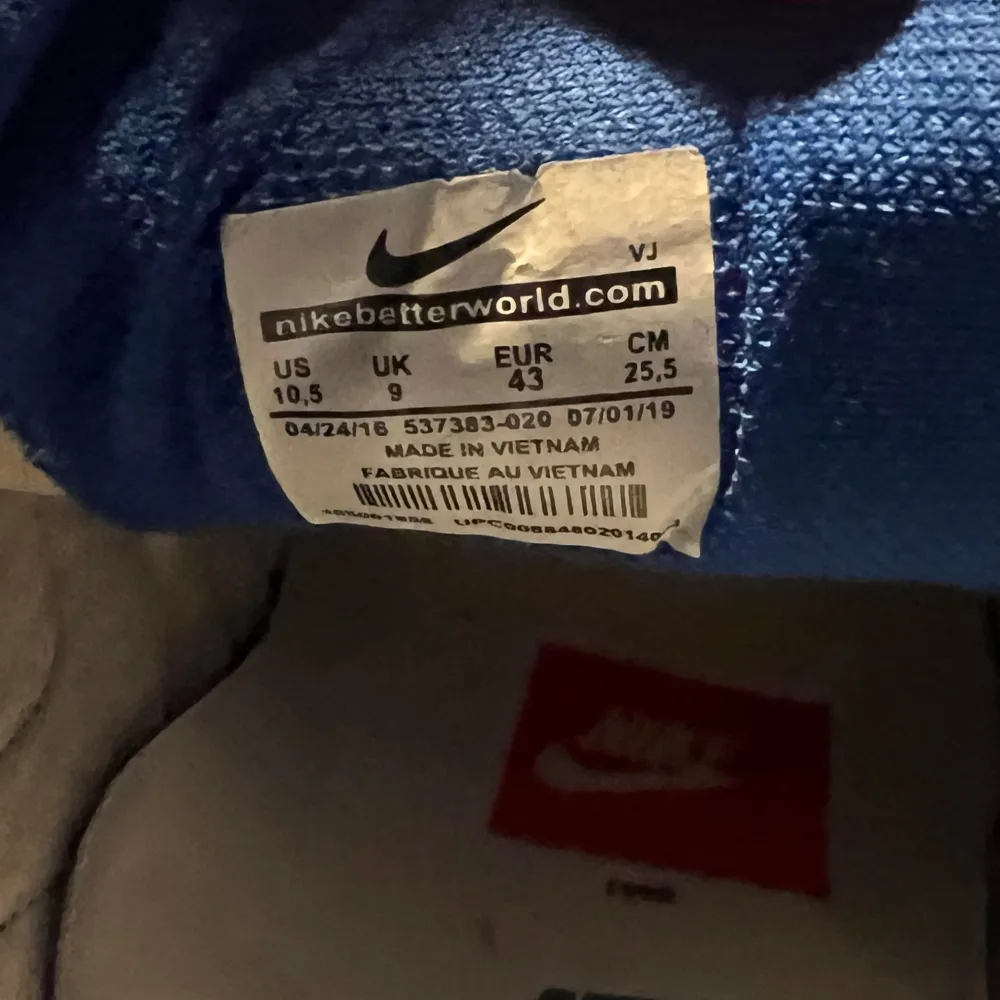 VJ
nikebetterworld.com
US UK EUR CM
10,5 9 43 25,5
04/24/16 537383-020 07/01/19
MADE IN VIETNAM
FABRIQUE AU VIETNAM
NIKE